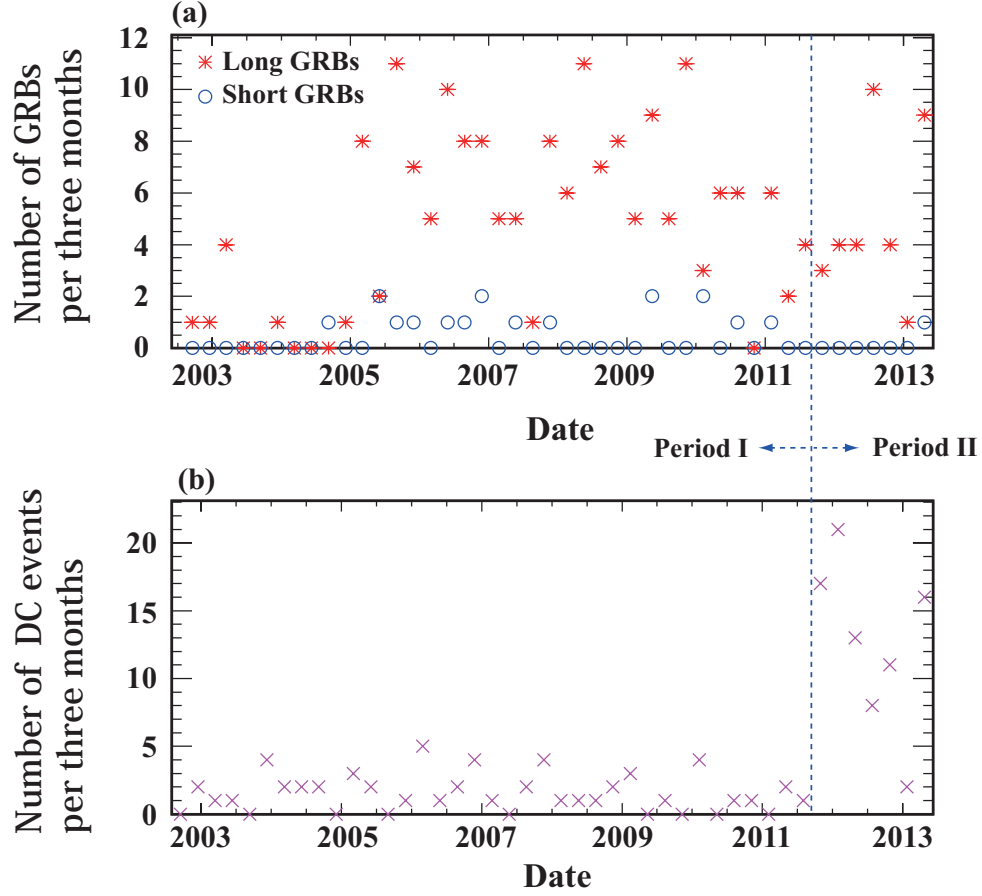 (a)
Number of GRBs
per three months
12
10
8
6
4
2
0
Long GRBs
Short GRBs
2003 2005 2007 2009 2011 2013
Date
Period I Period II
(b)
Number of DC events
per three months
20
15
10
5
0
2003 2005 2007 2009 2011 2013
Date